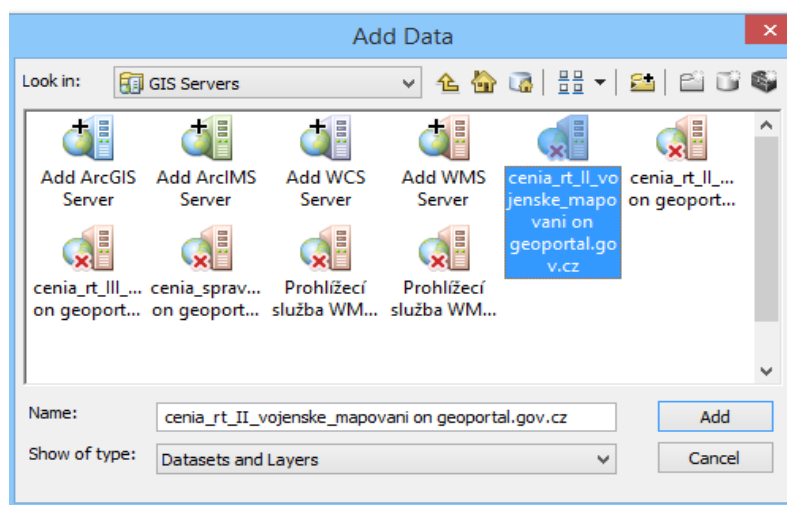 Add Data
Look in:
GIS Servers
Add ArcGIS Server
Add ArcIMS Server
Add WCS Server
Add WMS Server
cenia_rt_II_vo
jenske_mapo
vani on
geoportal.go
v.cz
cenia_rt_II_...
on geoport...
cenia_rt_III_...
on geoport...
cenia_sprav...
on geoport...
Prohlížecí
služba WM...
Prohlížecí
služba WM...
Name:
cenia_rt_II_vojenske_mapovani on geoportal.gov.cz
Add
Show of type:
Datasets and Layers
Cancel